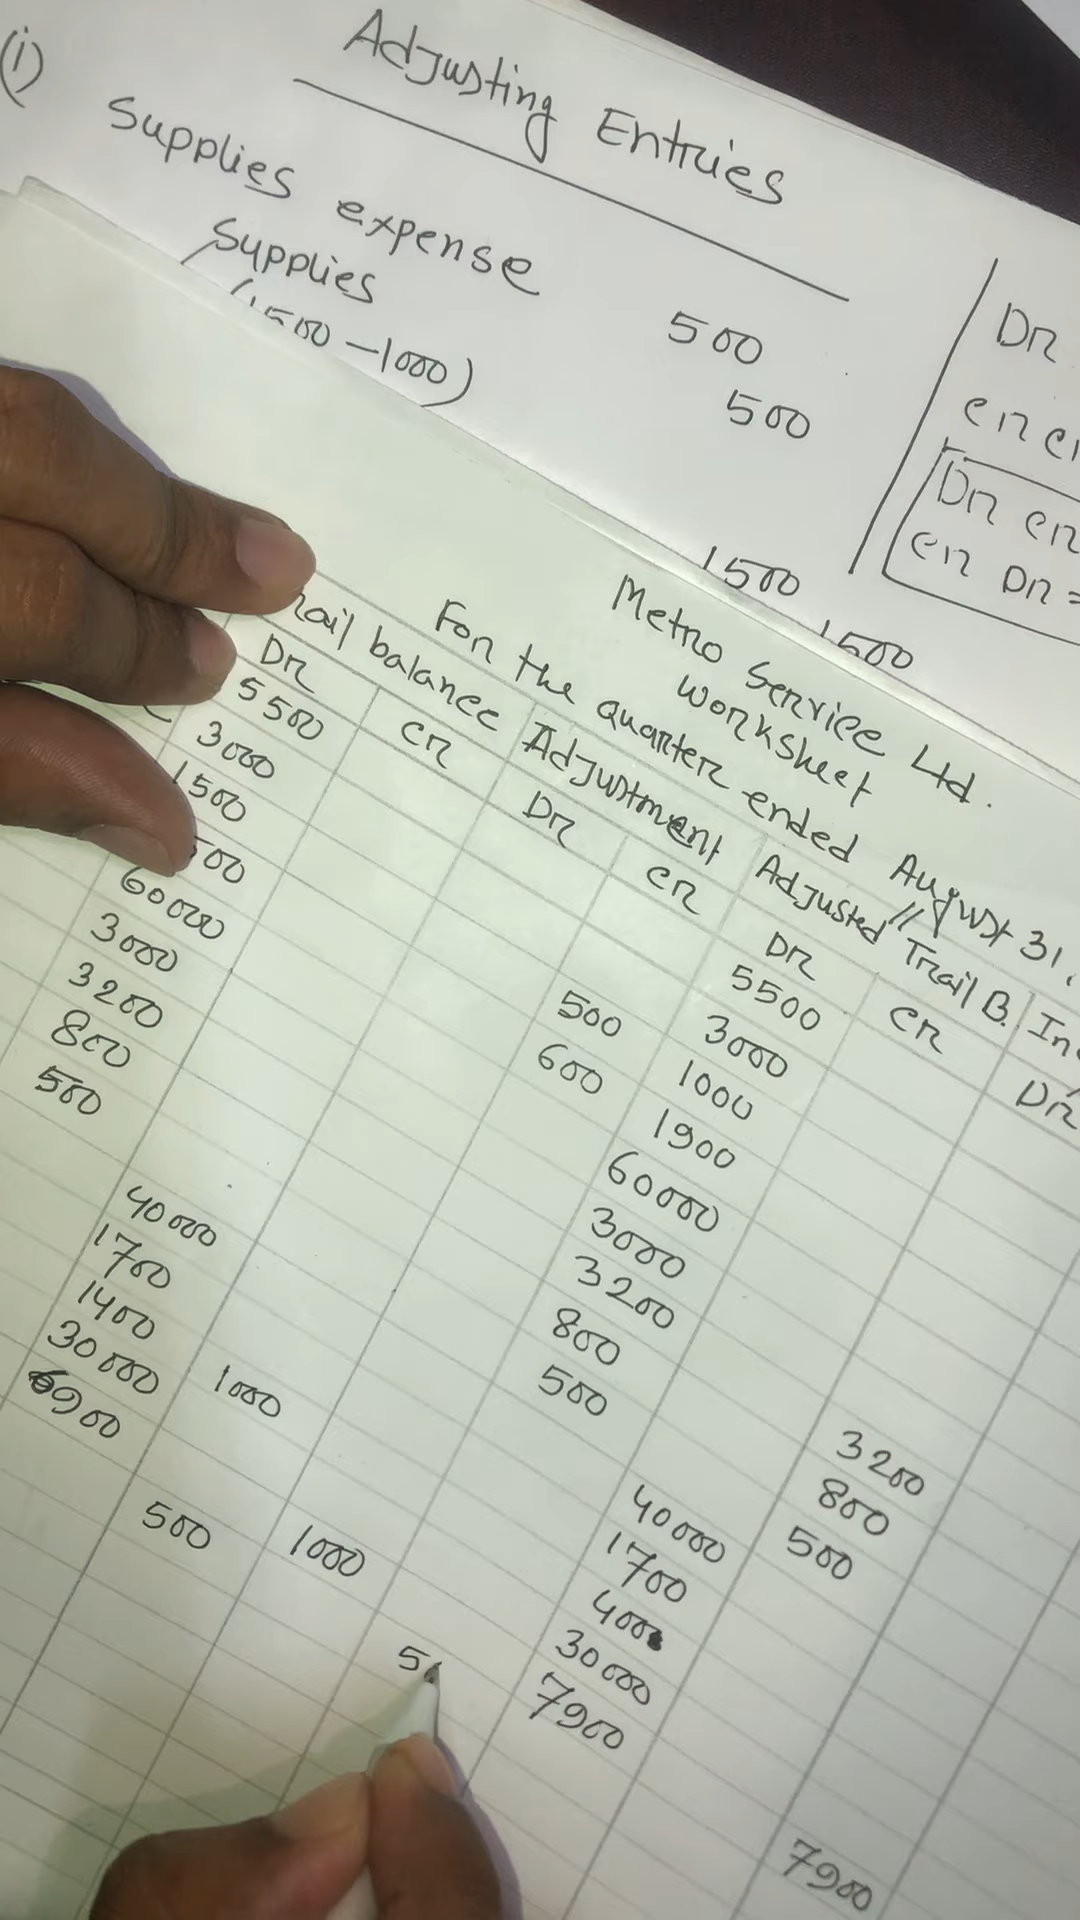 Adjusting Entries
(i) Supplies expense 500
Supplies 500
(1500 -1000)
1500
1500
Dr
Dr
Metro Service Ltd.
Worksheet
For the quarter ended August 31,
balance Adjustment Adjusted Trail B.
Dr Cr Dr Cr Dr Cr Dr
5500 5500
3000 3000
1500 500 1000
600 1900
60000 60000
3000 3000
3200 3200 3200
800 800 800
500 500 500
40000 40000
1700 1700
1400 1000 400
30000 30000
6900 1000 7900 7900
500